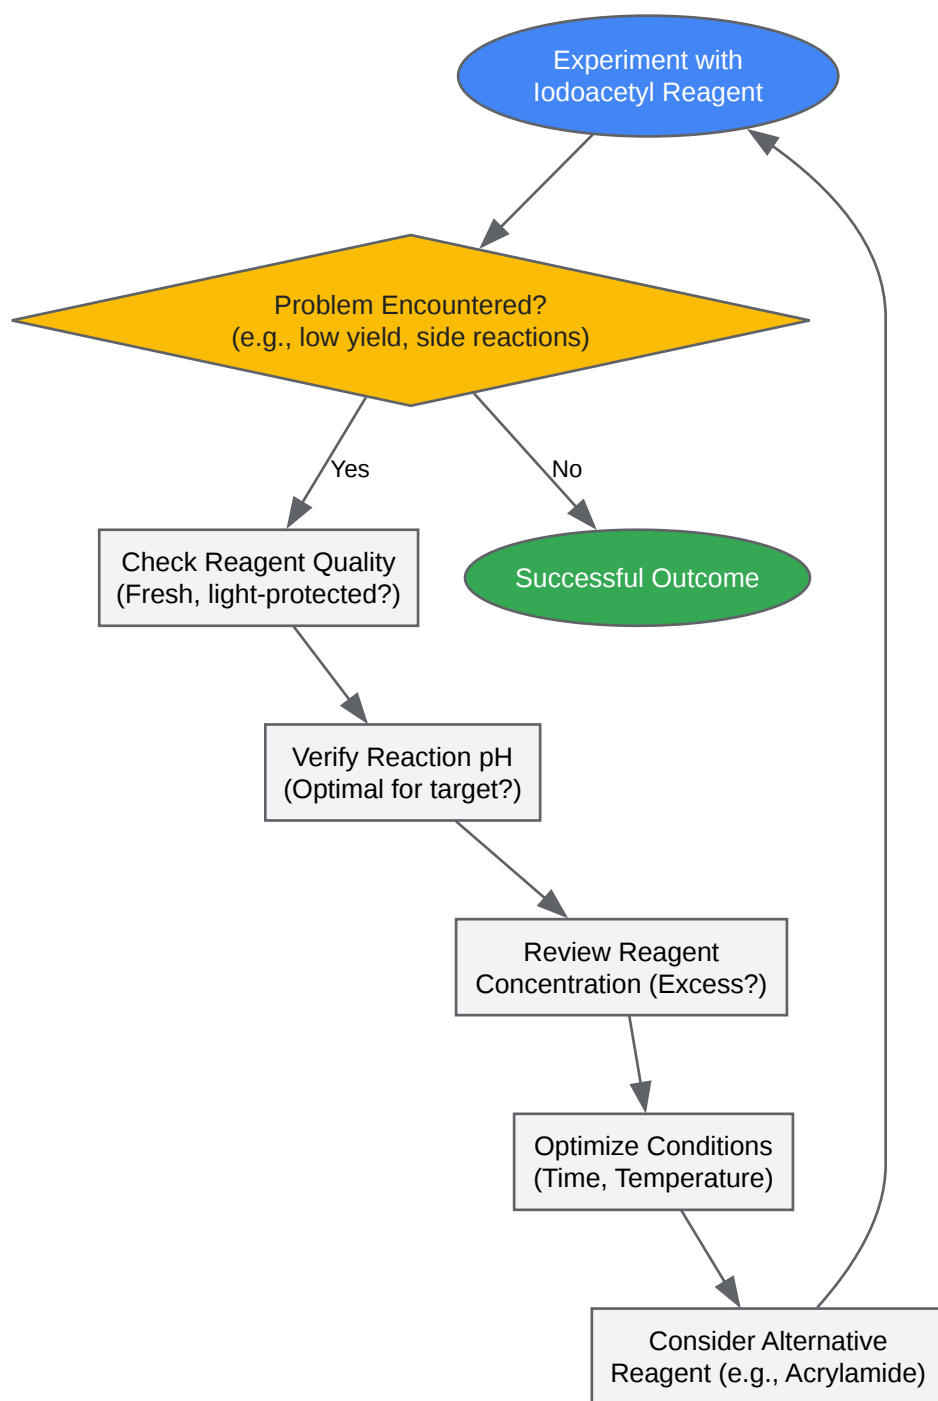 Experiment with
Iodoacetyl Reagent
Problem Encountered?
(e.g., low yield, side reactions)
Yes
No
Check Reagent Quality
(Fresh, light-protected?)
Successful Outcome
Verify Reaction pH
(Optimal for target?)
Review Reagent
Concentration (Excess?)
Optimize Conditions
(Time, Temperature)
Consider Alternative
Reagent (e.g., Acrylamide)